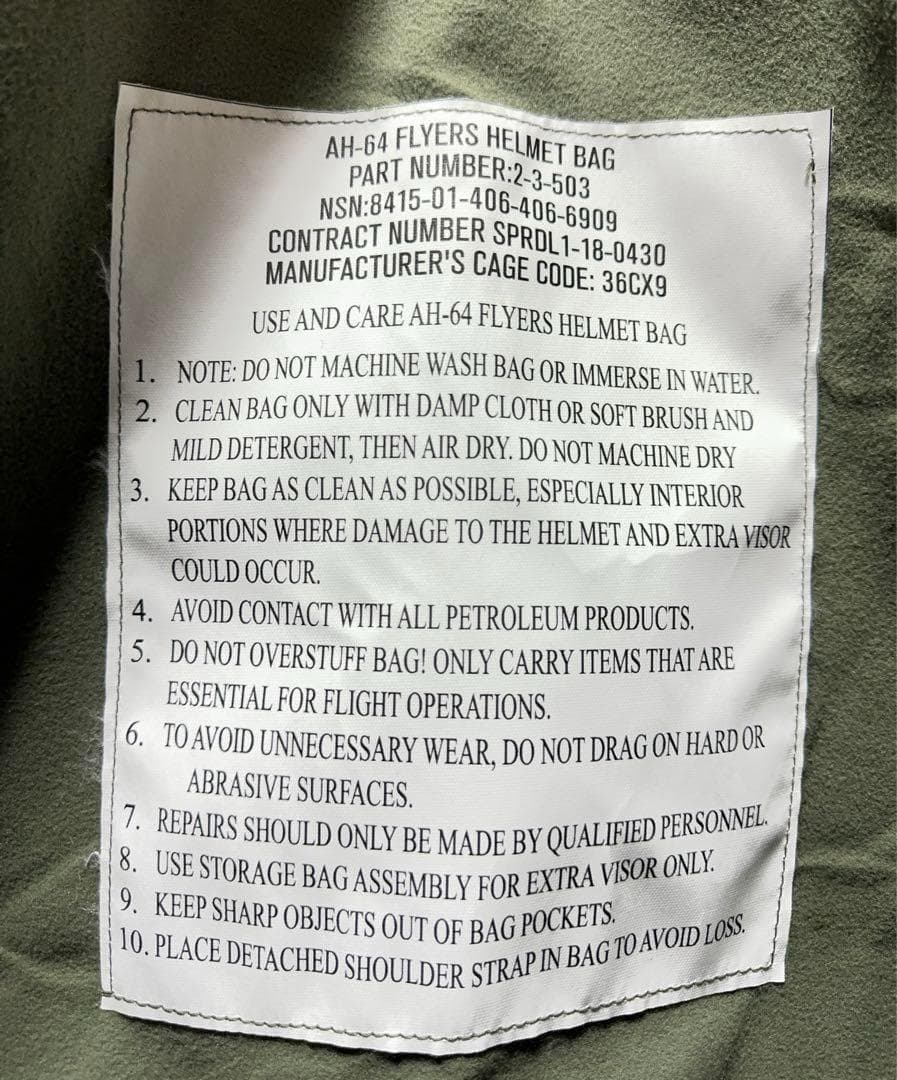 AH-64 FLYERS HELMET BAG
PART NUMBER:2-3-503
NSN:8415-01-406-406-6909
CONTRACT NUMBER SPRDL1-18-0430
MANUFACTURER'S CAGE CODE: 36CX9
USE AND CARE AH-64 FLYERS HELMET BAG
1. NOTE: DO NOT MACHINE WASH BAG OR IMMERSE IN WATER.
2. CLEAN BAG ONLY WITH DAMP CLOTH OR SOFT BRUSH AND
MILD DETERGENT, THEN AIR DRY. DO NOT MACHINE DRY
3. KEEP BAG AS CLEAN AS POSSIBLE, ESPECIALLY INTERIOR
PORTIONS WHERE DAMAGE TO THE HELMET AND EXTRA VISOR
COULD OCCUR.
4. AVOID CONTACT WITH ALL PETROLEUM PRODUCTS.
5. DO NOT OVERSTUFF BAG! ONLY CARRY ITEMS THAT ARE
ESSENTIAL FOR FLIGHT OPERATIONS.
6. TO AVOID UNNECESSARY WEAR, DO NOT DRAG ON HARD OR
ABRASIVE SURFACES.
7. REPAIRS SHOULD ONLY BE MADE BY QUALIFIED PERSONNEL.
8. USE STORAGE BAG ASSEMBLY FOR EXTRA VISOR ONLY.
9. KEEP SHARP OBJECTS OUT OF BAG POCKETS.
10. PLACE DETACHED SHOULDER STRAP IN BAG TO AVOID LOSS.